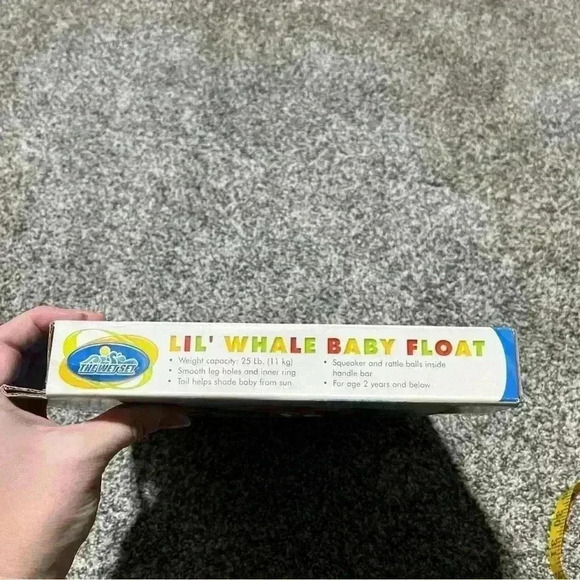 THE WET SET
LIL' WHALE BABY FLOAT
• Weight capacity: 25 Lb. (11 kg)
• Smooth leg holes and inner ring
• Tail helps shade baby from sun
• Squeaker and rattle balls inside
handle bar
• For age 2 years and below